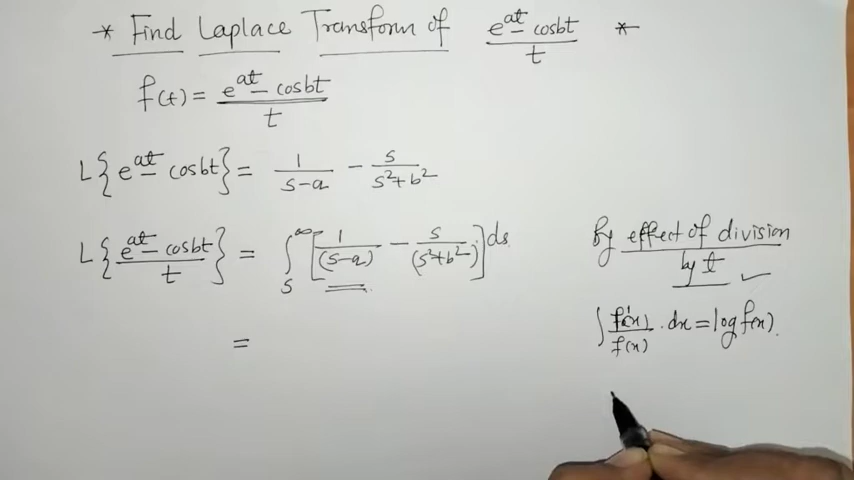 * Find Laplace Transform of (e^at - cosbt)/t *
f(t) = (e^at - cosbt)/t
L{e^at - cosbt} = 1/(s-a) - s/(s²+b²)
L{(e^at - cosbt)/t} = ∫_s^∞ [1/(s-a) - s/(s²+b²)] ds
=
By effect of division
by t ✓
∫ f'(x)/f(x) · dx = log f(x).